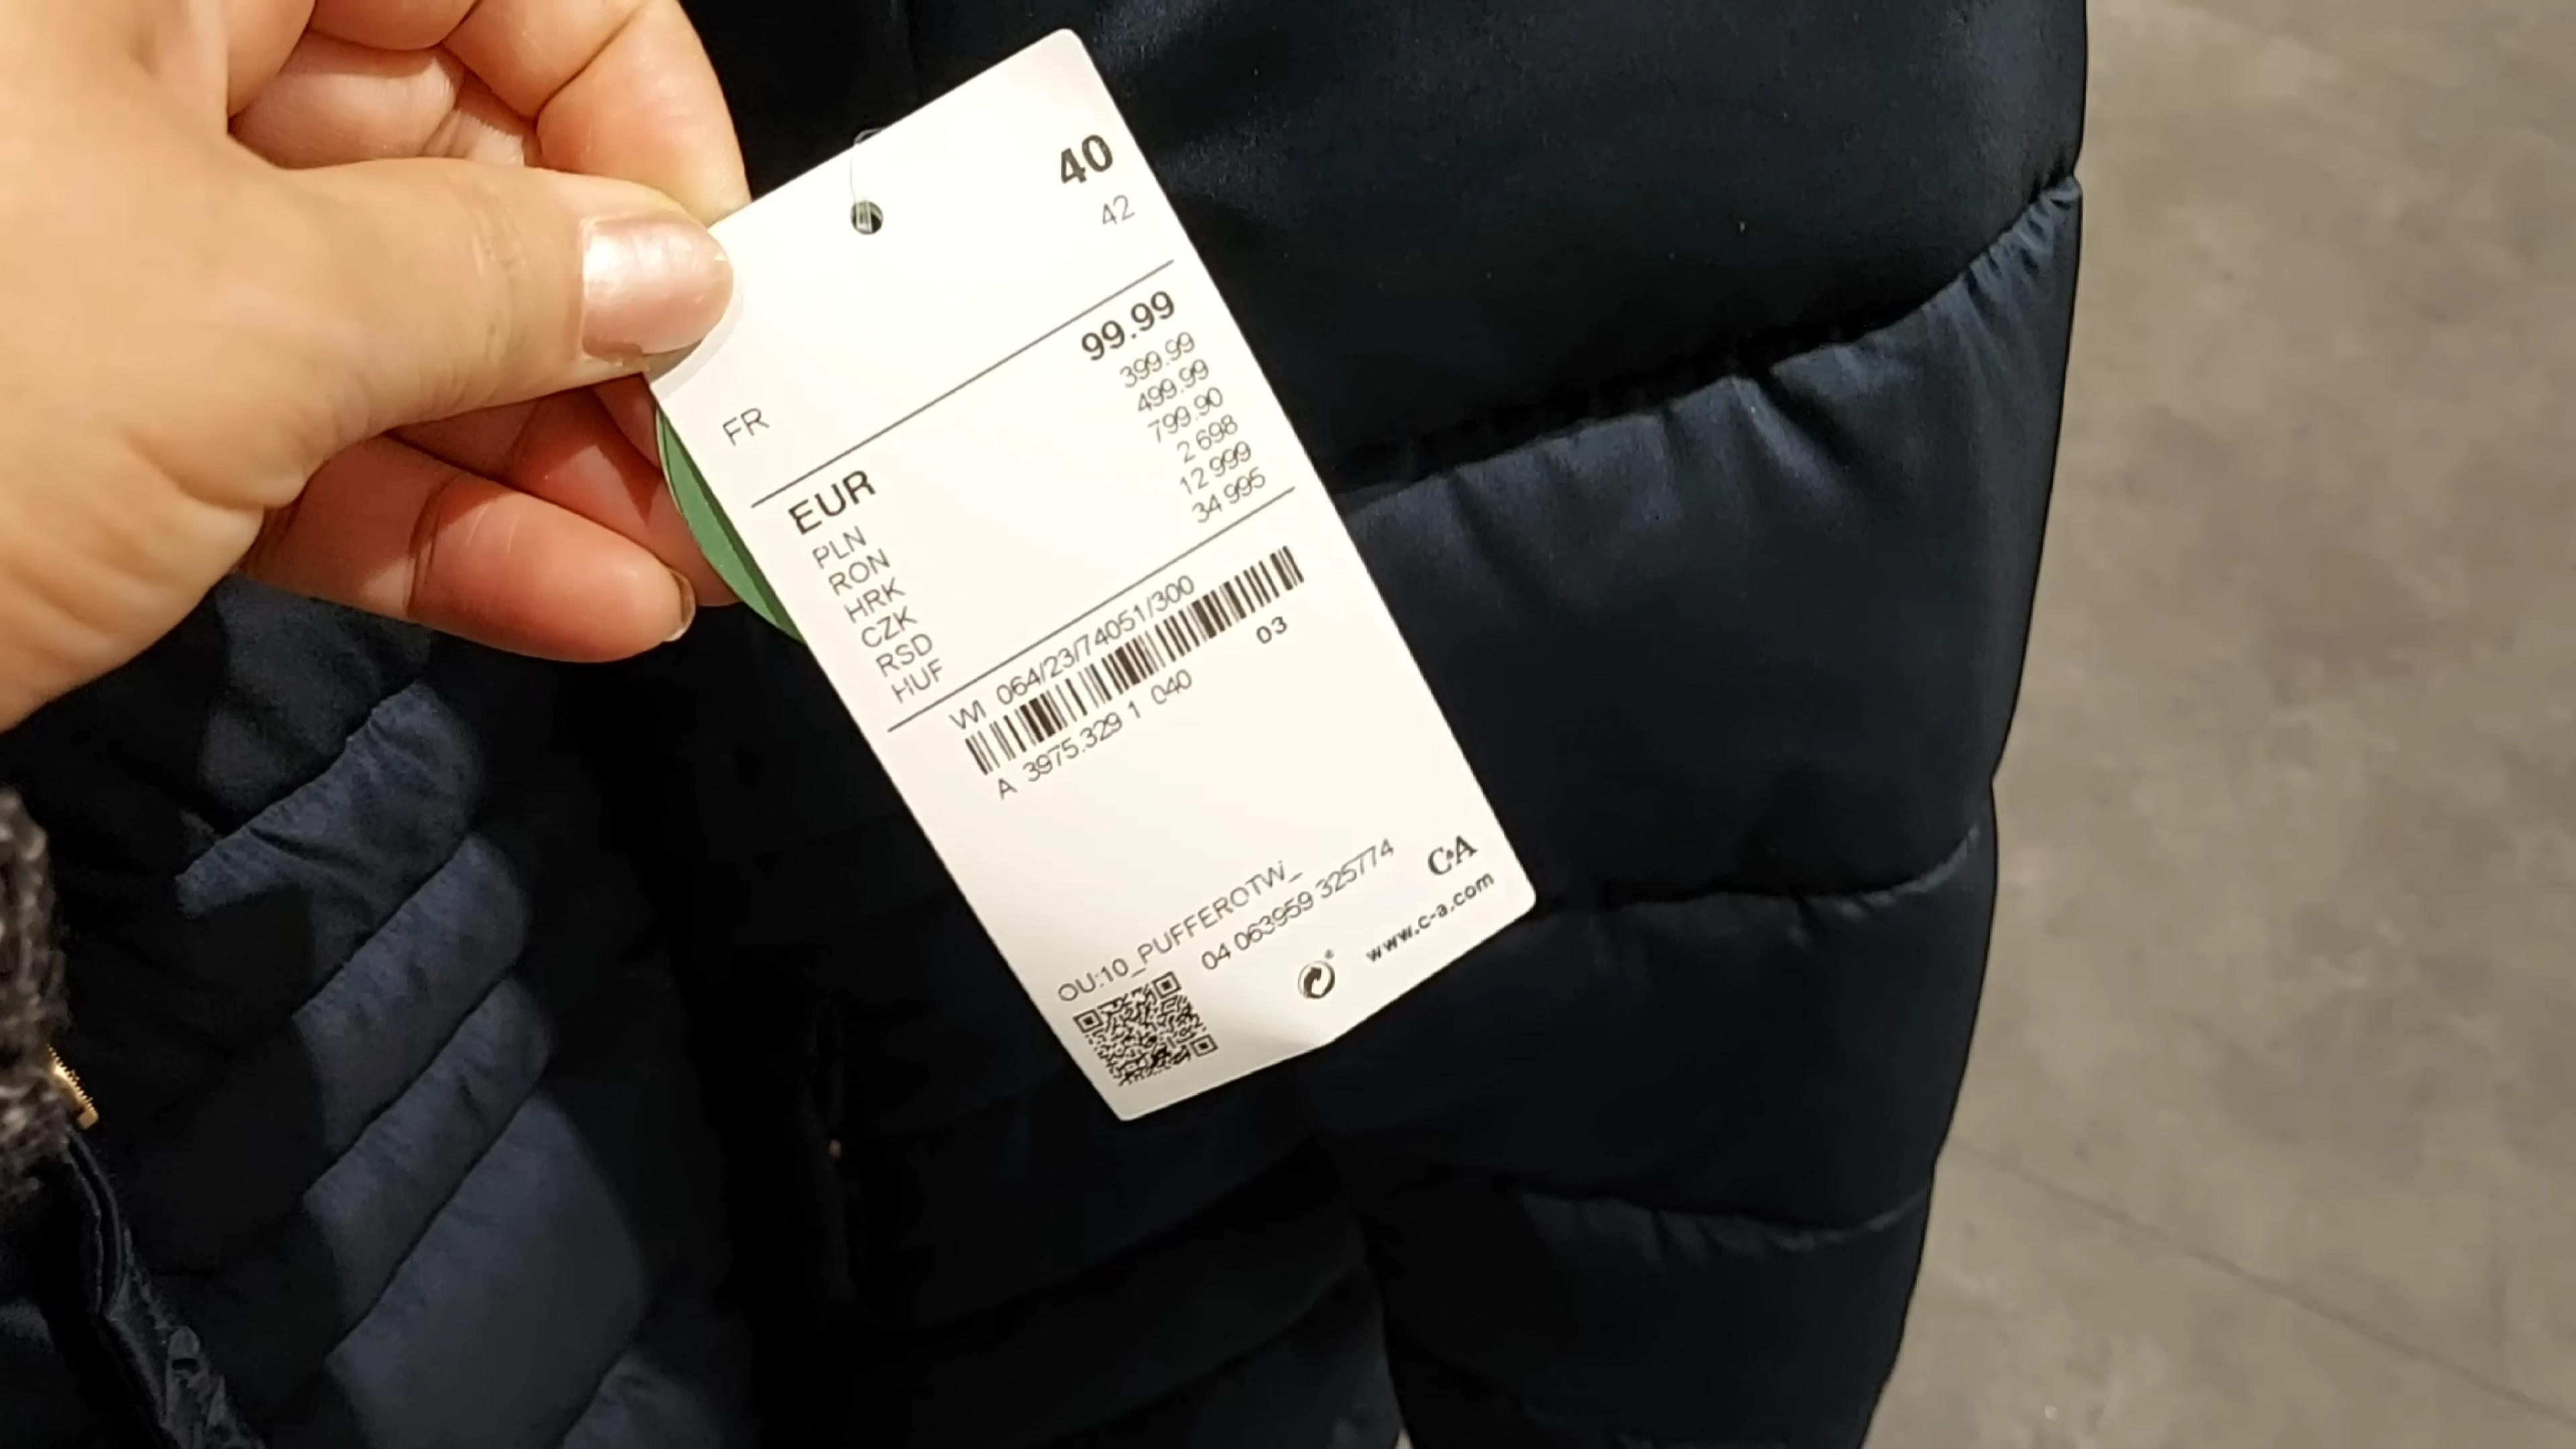 40
FR 42
EUR 99.99
PLN 399.99
RON 499.99
HRK 799.90
CZK 2 698
RSD 12 999
HUF 34 995
WI 064/23/74051/300
03
A 3975.329 1 040
OU:10_PUFFEROTW_
04 063959 325774
C&A
www.c-a.com